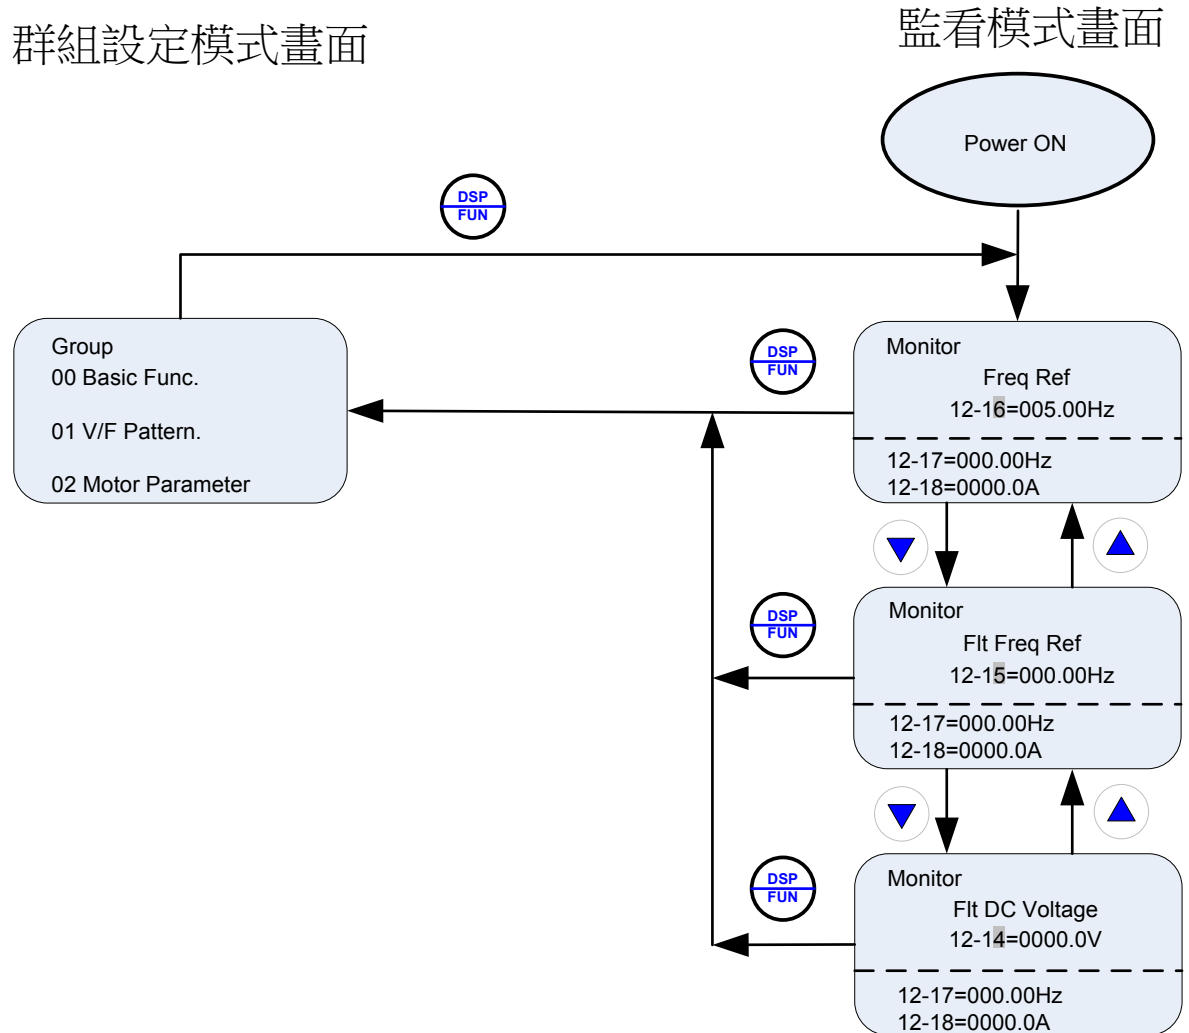 群組設定模式畫面
監看模式畫面
Power ON
DSP
FUN
Group
00 Basic Func.
01 V/F Pattern.
02 Motor Parameter
DSP
FUN
Monitor
Freq Ref
12-16=005.00Hz
12-17=000.00Hz
12-18=0000.0A
DSP
FUN
Monitor
Flt Freq Ref
12-15=000.00Hz
12-17=000.00Hz
12-18=0000.0A
DSP
FUN
Monitor
Flt DC Voltage
12-14=0000.0V
12-17=000.00Hz
12-18=0000.0A